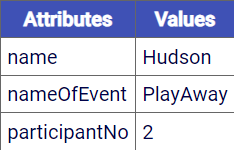 Attributes Values
name Hudson
nameOfEvent PlayAway
participantNo 2